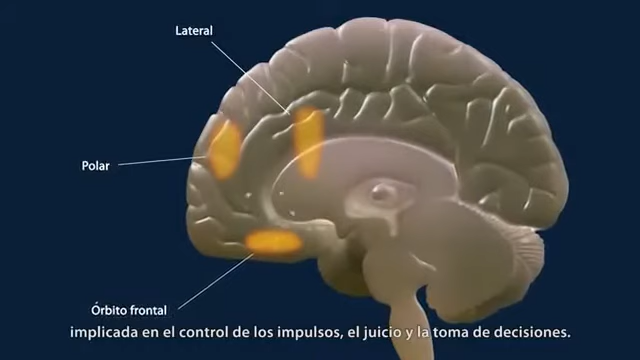 Lateral
Polar
Órbito frontal
implicada en el control de los impulsos, el juicio y la toma de decisiones.